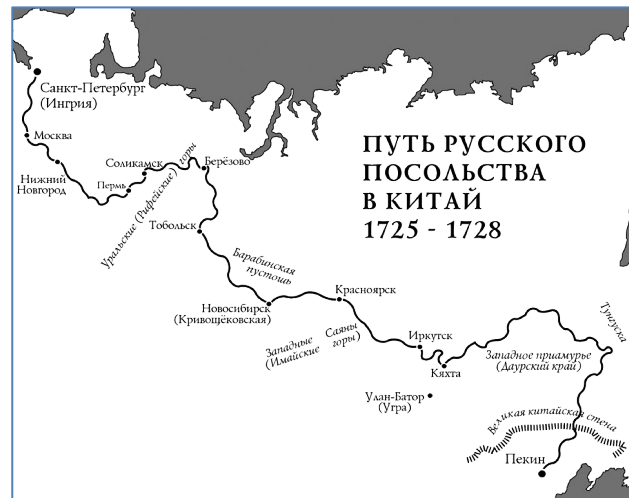 Санкт-Петербург
(Ингрия)
Москва
Нижний
Новгород
Пермь
Соликамск
Уральские (Рифейские) горы
Берёзово
Тобольск
ПУТЬ РУССКОГО
ПОСОЛЬСТВА
В КИТАЙ
1725 - 1728
Барабинская
пустошь
Новосибирск
(Кривощёковская)
Красноярск
Западные Саяны
(Имайские горы)
Иркутск
Кяхта
Улан-Батор
(Угра)
Тунгуска
Западное приамурье
(Даурский край)
Великая китайская стена
Пекин